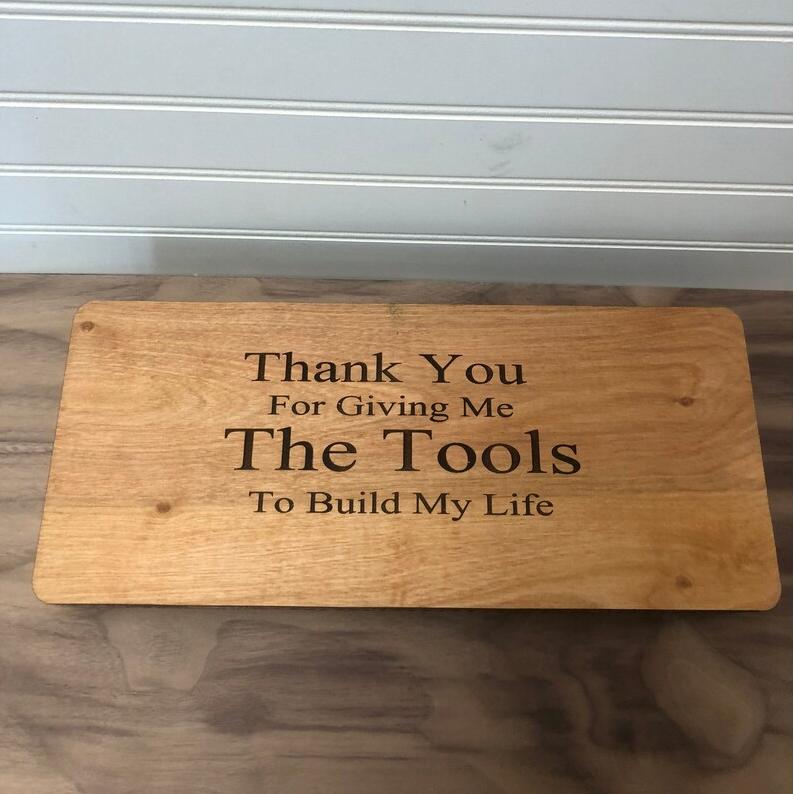 Thank You
For Giving Me
The Tools
To Build My Life